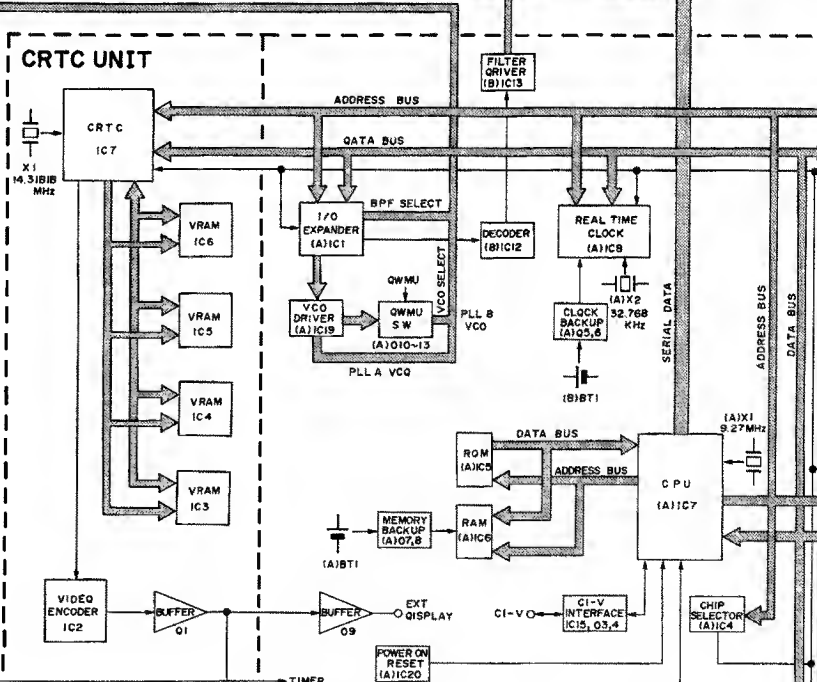 CRTC UNIT
FILTER
QRIVER
(B)IC13
ADDRESS BUS
CRTC
IC7
QATA BUS
X1
14.31818
MHz
BPF SELECT
I/O
EXPANDER
(A)IC1
DECODER
(B)IC12
REAL TIME
CLOCK
(A)IC8
VRAM
IC6
VCO SELECT
QWMU
(A)X2
32.768
KHz
SERIAL DATA
ADDRESS BUS
DATA BUS
VRAM
IC5
VCO
DRIVER
(A)IC19
QWMU
SW
(A)Q10~13
PLL B
VCO
CLOCK
BACKUP
(A)Q5,6
PLL A VCQ
(B)BT1
VRAM
IC4
(A)X1
9.27MHz
DATA BUS
RQM
(A)IC5
ADDRESS BUS
CPU
(A)IC7
VRAM
IC3
MEMORY
BACKUP
(A)Q7,8
RAM
(A)IC6
(A)BT1
VIDEQ
ENCODER
IC2
BUFFER
Q1
BUFFER
Q9
EXT
QISPLAY
CI-V
CI-V
INTERFACE
IC15, Q3,4
CHIP
SELECTOR
(A)IC4
POWER ON
RESET
(A)IC20
TIMER